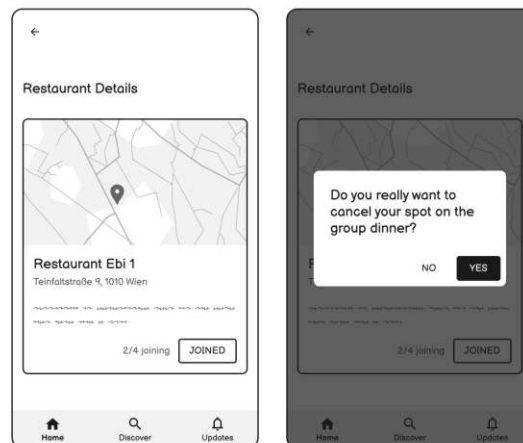 Restaurant Details
Restaurant Ebi 1
Teinfaltstraße 9, 1010 Wien
2/4 joining JOINED
Home Discover Updates
Restaurant Details
Do you really want to
cancel your spot on the
group dinner?
NO YES
2/4 joining JOINED
Home Discover Updates